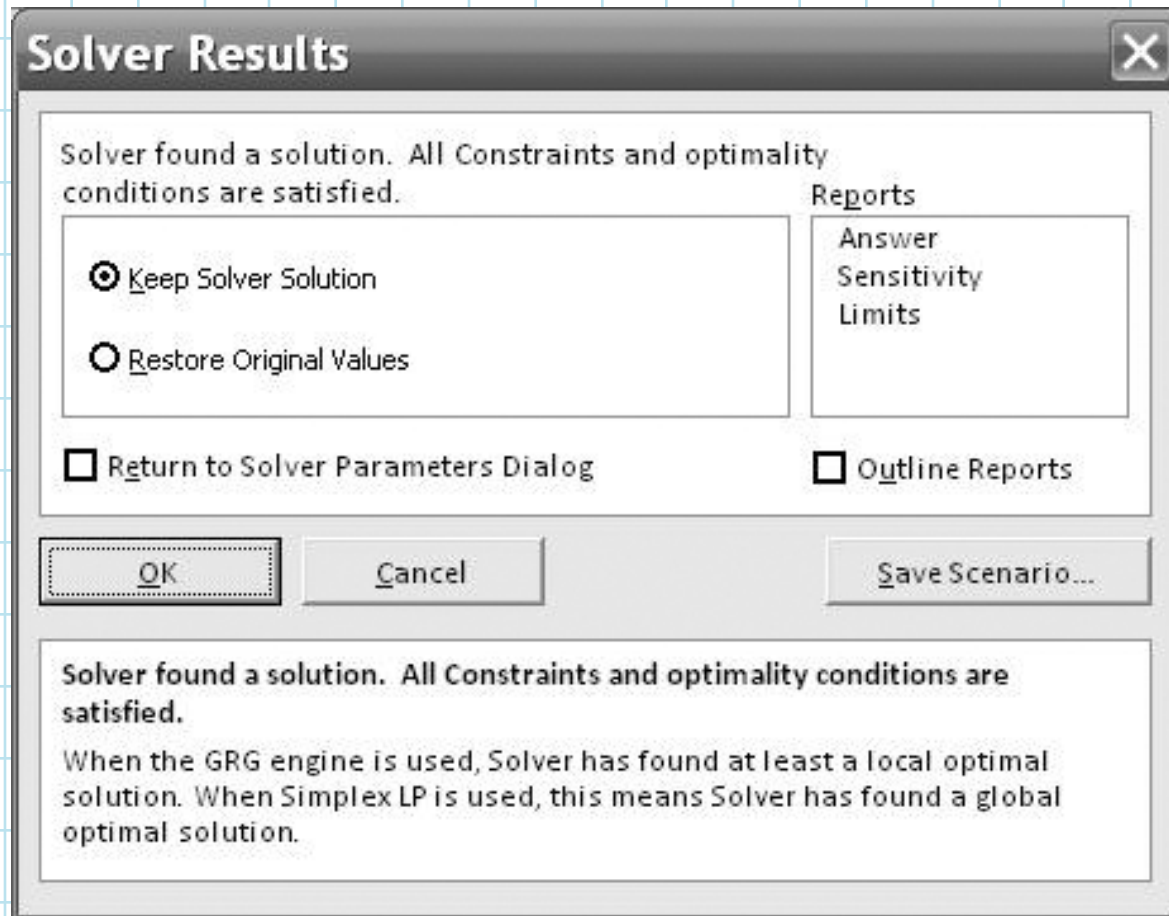 Solver Results
Solver found a solution. All Constraints and optimality
conditions are satisfied.
Reports
Keep Solver Solution
Restore Original Values
Answer
Sensitivity
Limits
Return to Solver Parameters Dialog
Outline Reports
OK
Cancel
Save Scenario...
Solver found a solution. All Constraints and optimality conditions are
satisfied.
When the GRG engine is used, Solver has found at least a local optimal
solution. When Simplex LP is used, this means Solver has found a global
optimal solution.